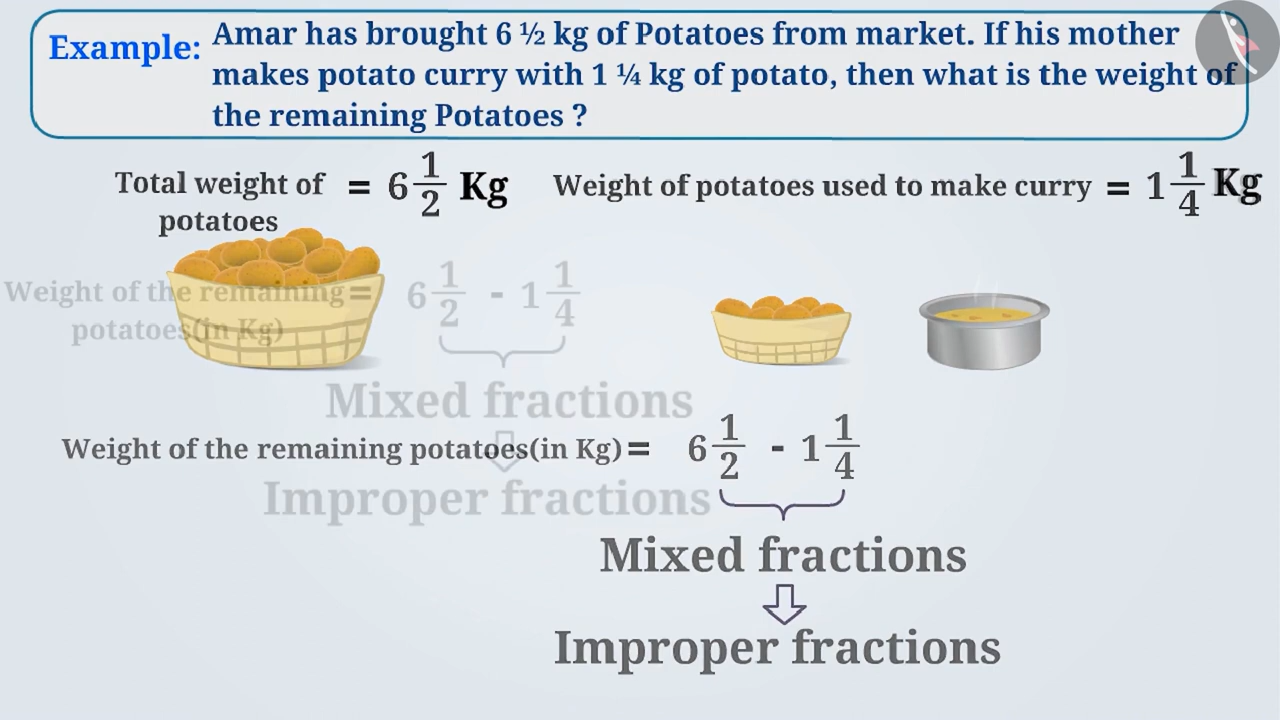 Example: Amar has brought 6 ½ kg of Potatoes from market. If his mother
makes potato curry with 1 ¼ kg of potato, then what is the weight of
the remaining Potatoes ?
Total weight of potatoes = 6 1/2 Kg
Weight of potatoes used to make curry = 1 1/4 Kg
Weight of the remaining = 6 1/2 - 1 1/4
potatoes(in Kg)
Mixed fractions
Improper fractions
Weight of the remaining potatoes(in Kg) = 6 1/2 - 1 1/4
Mixed fractions
Improper fractions